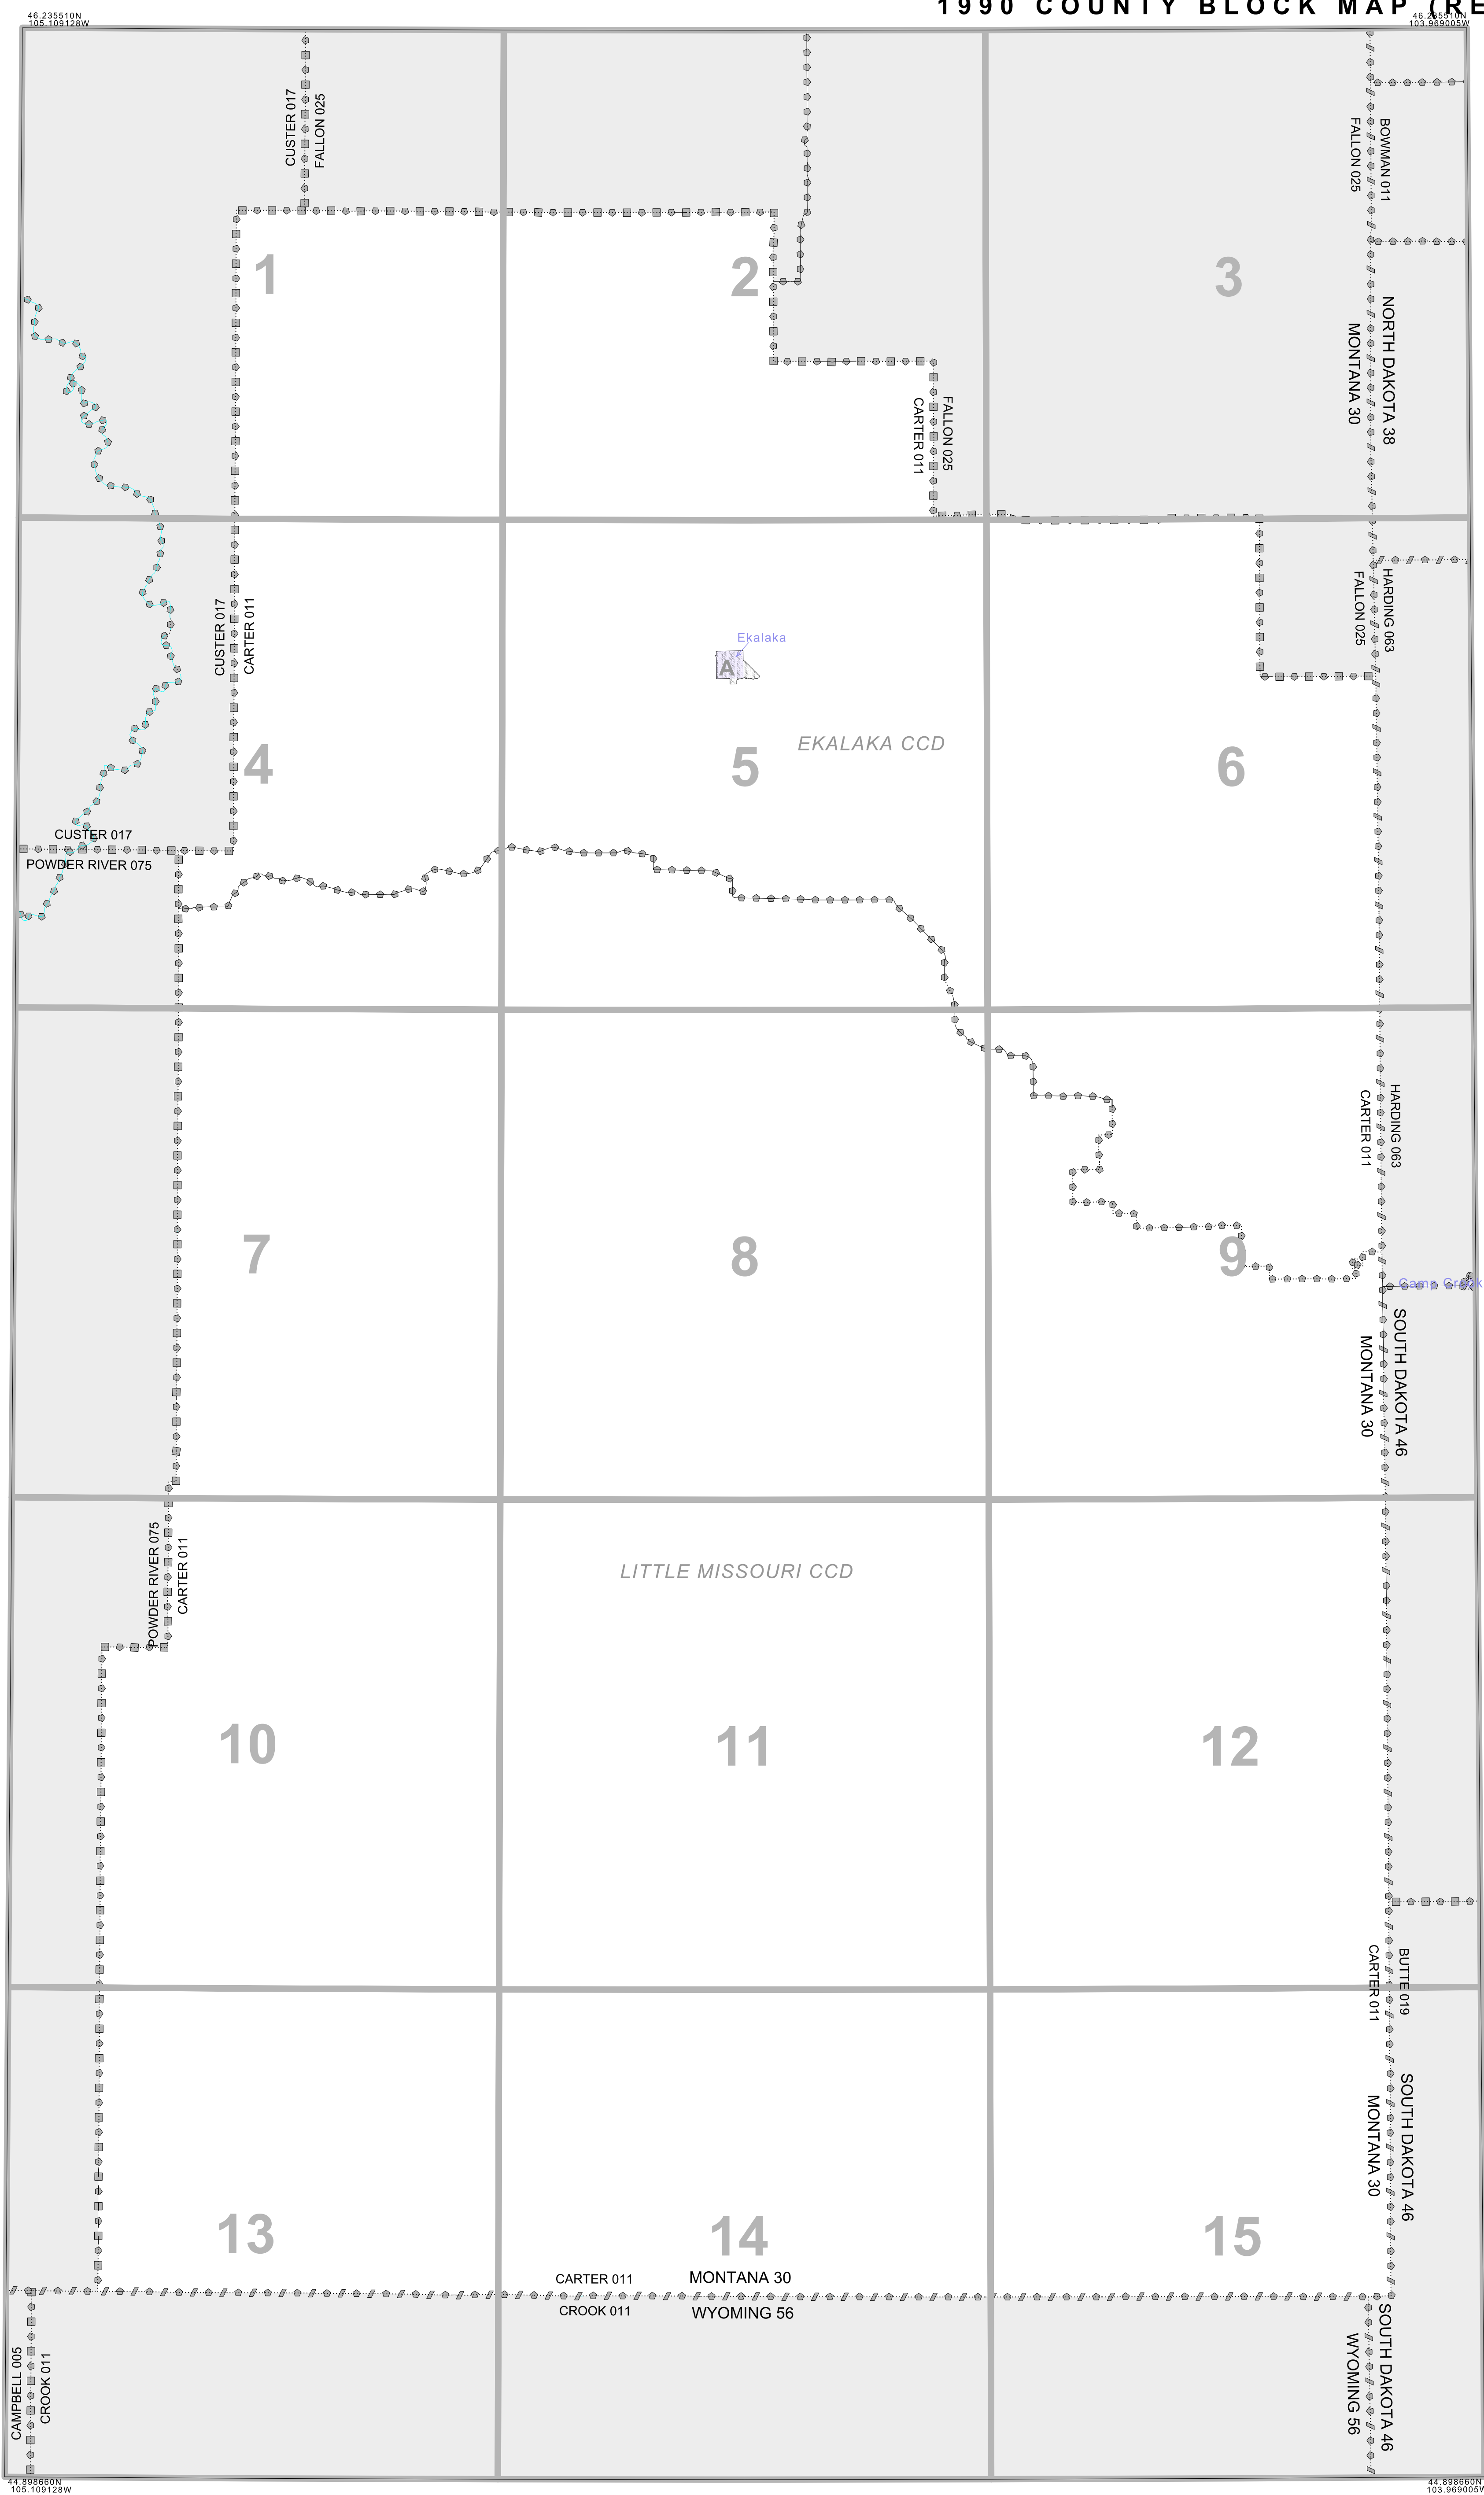 1990 COUNTY BLOCK MAP (RE
46.235510N
105.109128W
46.235510N
103.969005W
CUSTER 017
FALLON 025
FALLON 025
BOWMAN 011
1
2
3
MONTANA 30
NORTH DAKOTA 38
CARTER 011
FALLON 025
CUSTER 017
CARTER 011
FALLON 025
HARDING 063
Ekalaka
A
EKALAKA CCD
4
5
6
CUSTER 017
POWDER RIVER 075
CARTER 011
HARDING 063
7
8
9
Camp Crook
MONTANA 30
SOUTH DAKOTA 46
POWDER RIVER 075
CARTER 011
LITTLE MISSOURI CCD
10
11
12
CARTER 011
BUTTE 019
MONTANA 30
SOUTH DAKOTA 46
13
14
15
CARTER 011
MONTANA 30
CROOK 011
WYOMING 56
CAMPBELL 005
CROOK 011
WYOMING 56
SOUTH DAKOTA 46
44.898660N
105.109128W
44.898660N
103.969005W